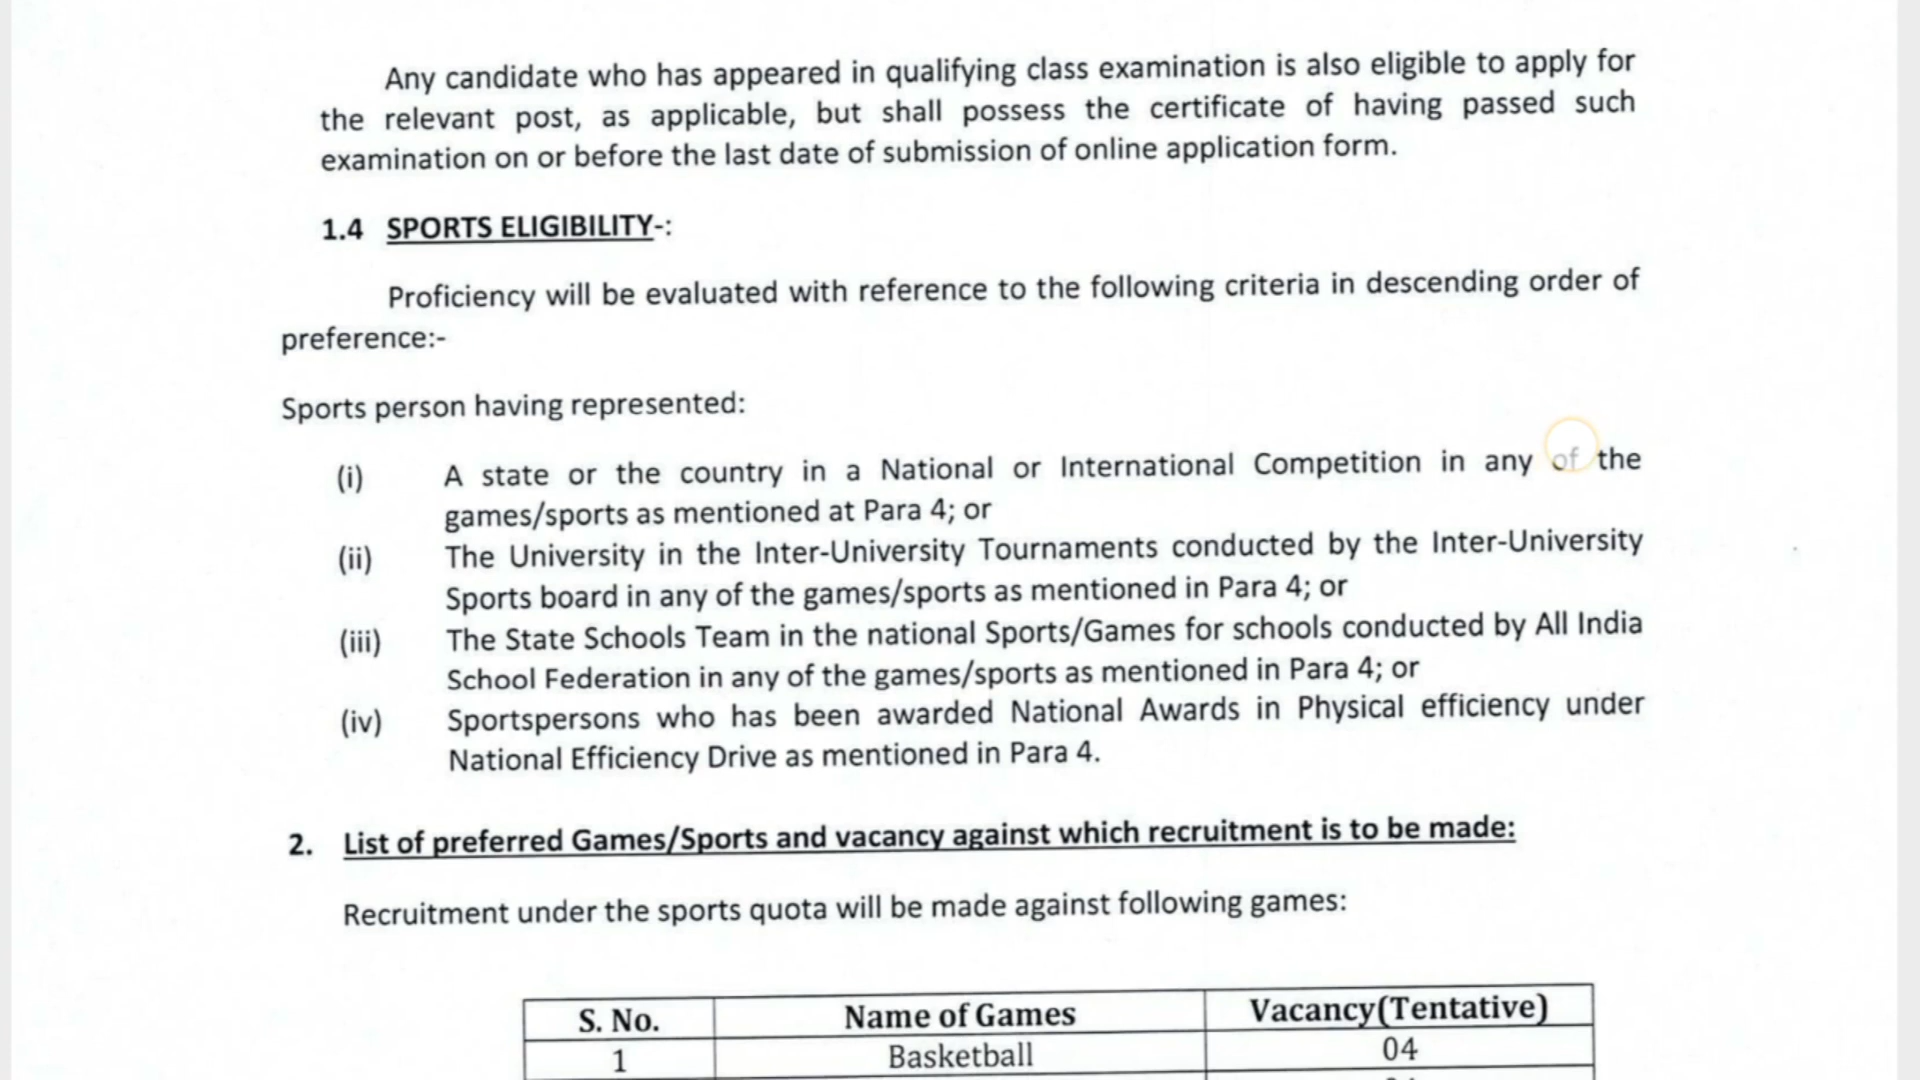 Any candidate who has appeared in qualifying class examination is also eligible to apply for
the relevant post, as applicable, but shall possess the certificate of having passed such
examination on or before the last date of submission of online application form.
1.4 SPORTS ELIGIBILITY-:
Proficiency will be evaluated with reference to the following criteria in descending order of
preference:-
Sports person having represented:
(i) A state or the country in a National or International Competition in any of the
games/sports as mentioned at Para 4; or
(ii) The University in the Inter-University Tournaments conducted by the Inter-University
Sports board in any of the games/sports as mentioned in Para 4; or
(iii) The State Schools Team in the national Sports/Games for schools conducted by All India
School Federation in any of the games/sports as mentioned in Para 4; or
(iv) Sportspersons who has been awarded National Awards in Physical efficiency under
National Efficiency Drive as mentioned in Para 4.
2. List of preferred Games/Sports and vacancy against which recruitment is to be made:
Recruitment under the sports quota will be made against following games:
S. No. Name of Games Vacancy(Tentative)
1 Basketball 04